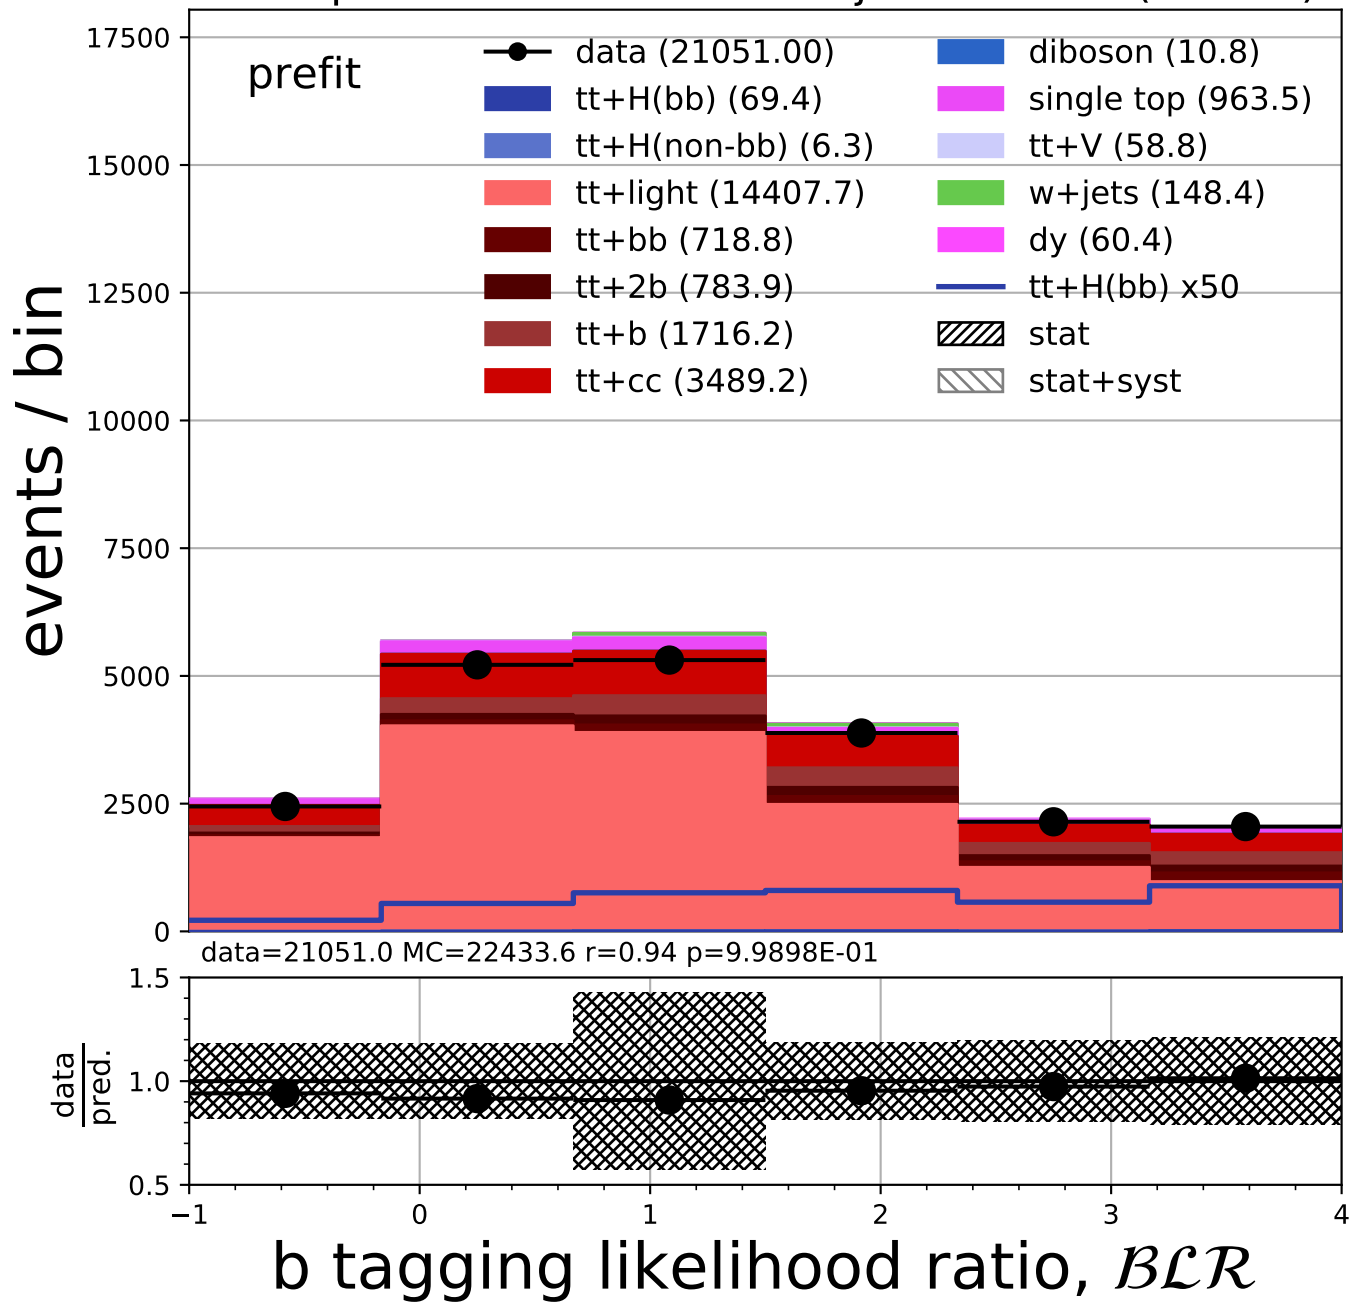 prefit
data (21051.00)
tt+H(bb) (69.4)
tt+H(non-bb) (6.3)
tt+light (14407.7)
tt+bb (718.8)
tt+2b (783.9)
tt+b (1716.2)
tt+cc (3489.2)
diboson (10.8)
single top (963.5)
tt+V (58.8)
w+jets (148.4)
dy (60.4)
tt+H(bb) x50
stat
stat+syst
events / bin
17500
15000
12500
10000
7500
5000
2500
0
data=21051.0 MC=22433.6 r=0.94 p=9.9898E-01
data
pred.
1.5
1.0
0.5
−1 0 1 2 3 4
b tagging likelihood ratio, ℬℒℛ